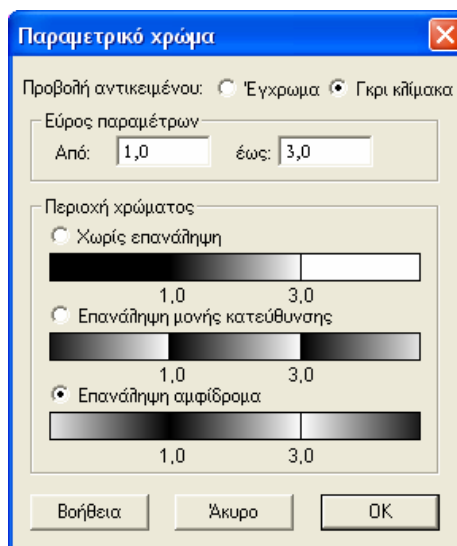 Παραμετρικό χρώμα
Προβολή αντικειμένου: Έγχρωμα Γκρι κλίμακα
Εύρος παραμέτρων
Από: 1,0 έως: 3,0
Περιοχή χρώματος
Χωρίς επανάληψη
1,0 3,0
Επανάληψη μονής κατεύθυνσης
1,0 3,0
Επανάληψη αμφίδρομα
1,0 3,0
Βοήθεια Άκυρο OK